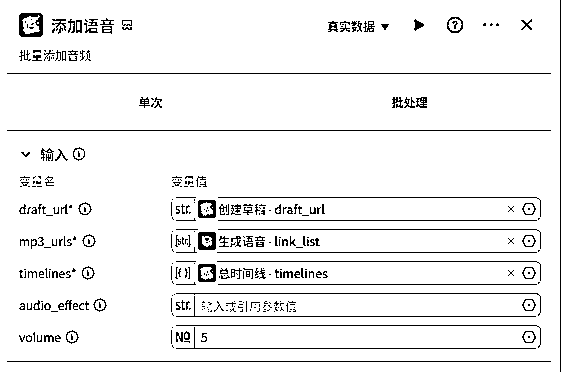 添加语音 真实数据
批量添加音频
单次 批处理
输入
变量名 变量值
draft_url* str. 创建草稿 - draft_url
mp3_urls* [str] 生成语音 - link_list
timelines* [{}] 总时间线 - timelines
audio_effect str. 输入或引用参数值
volume № 5